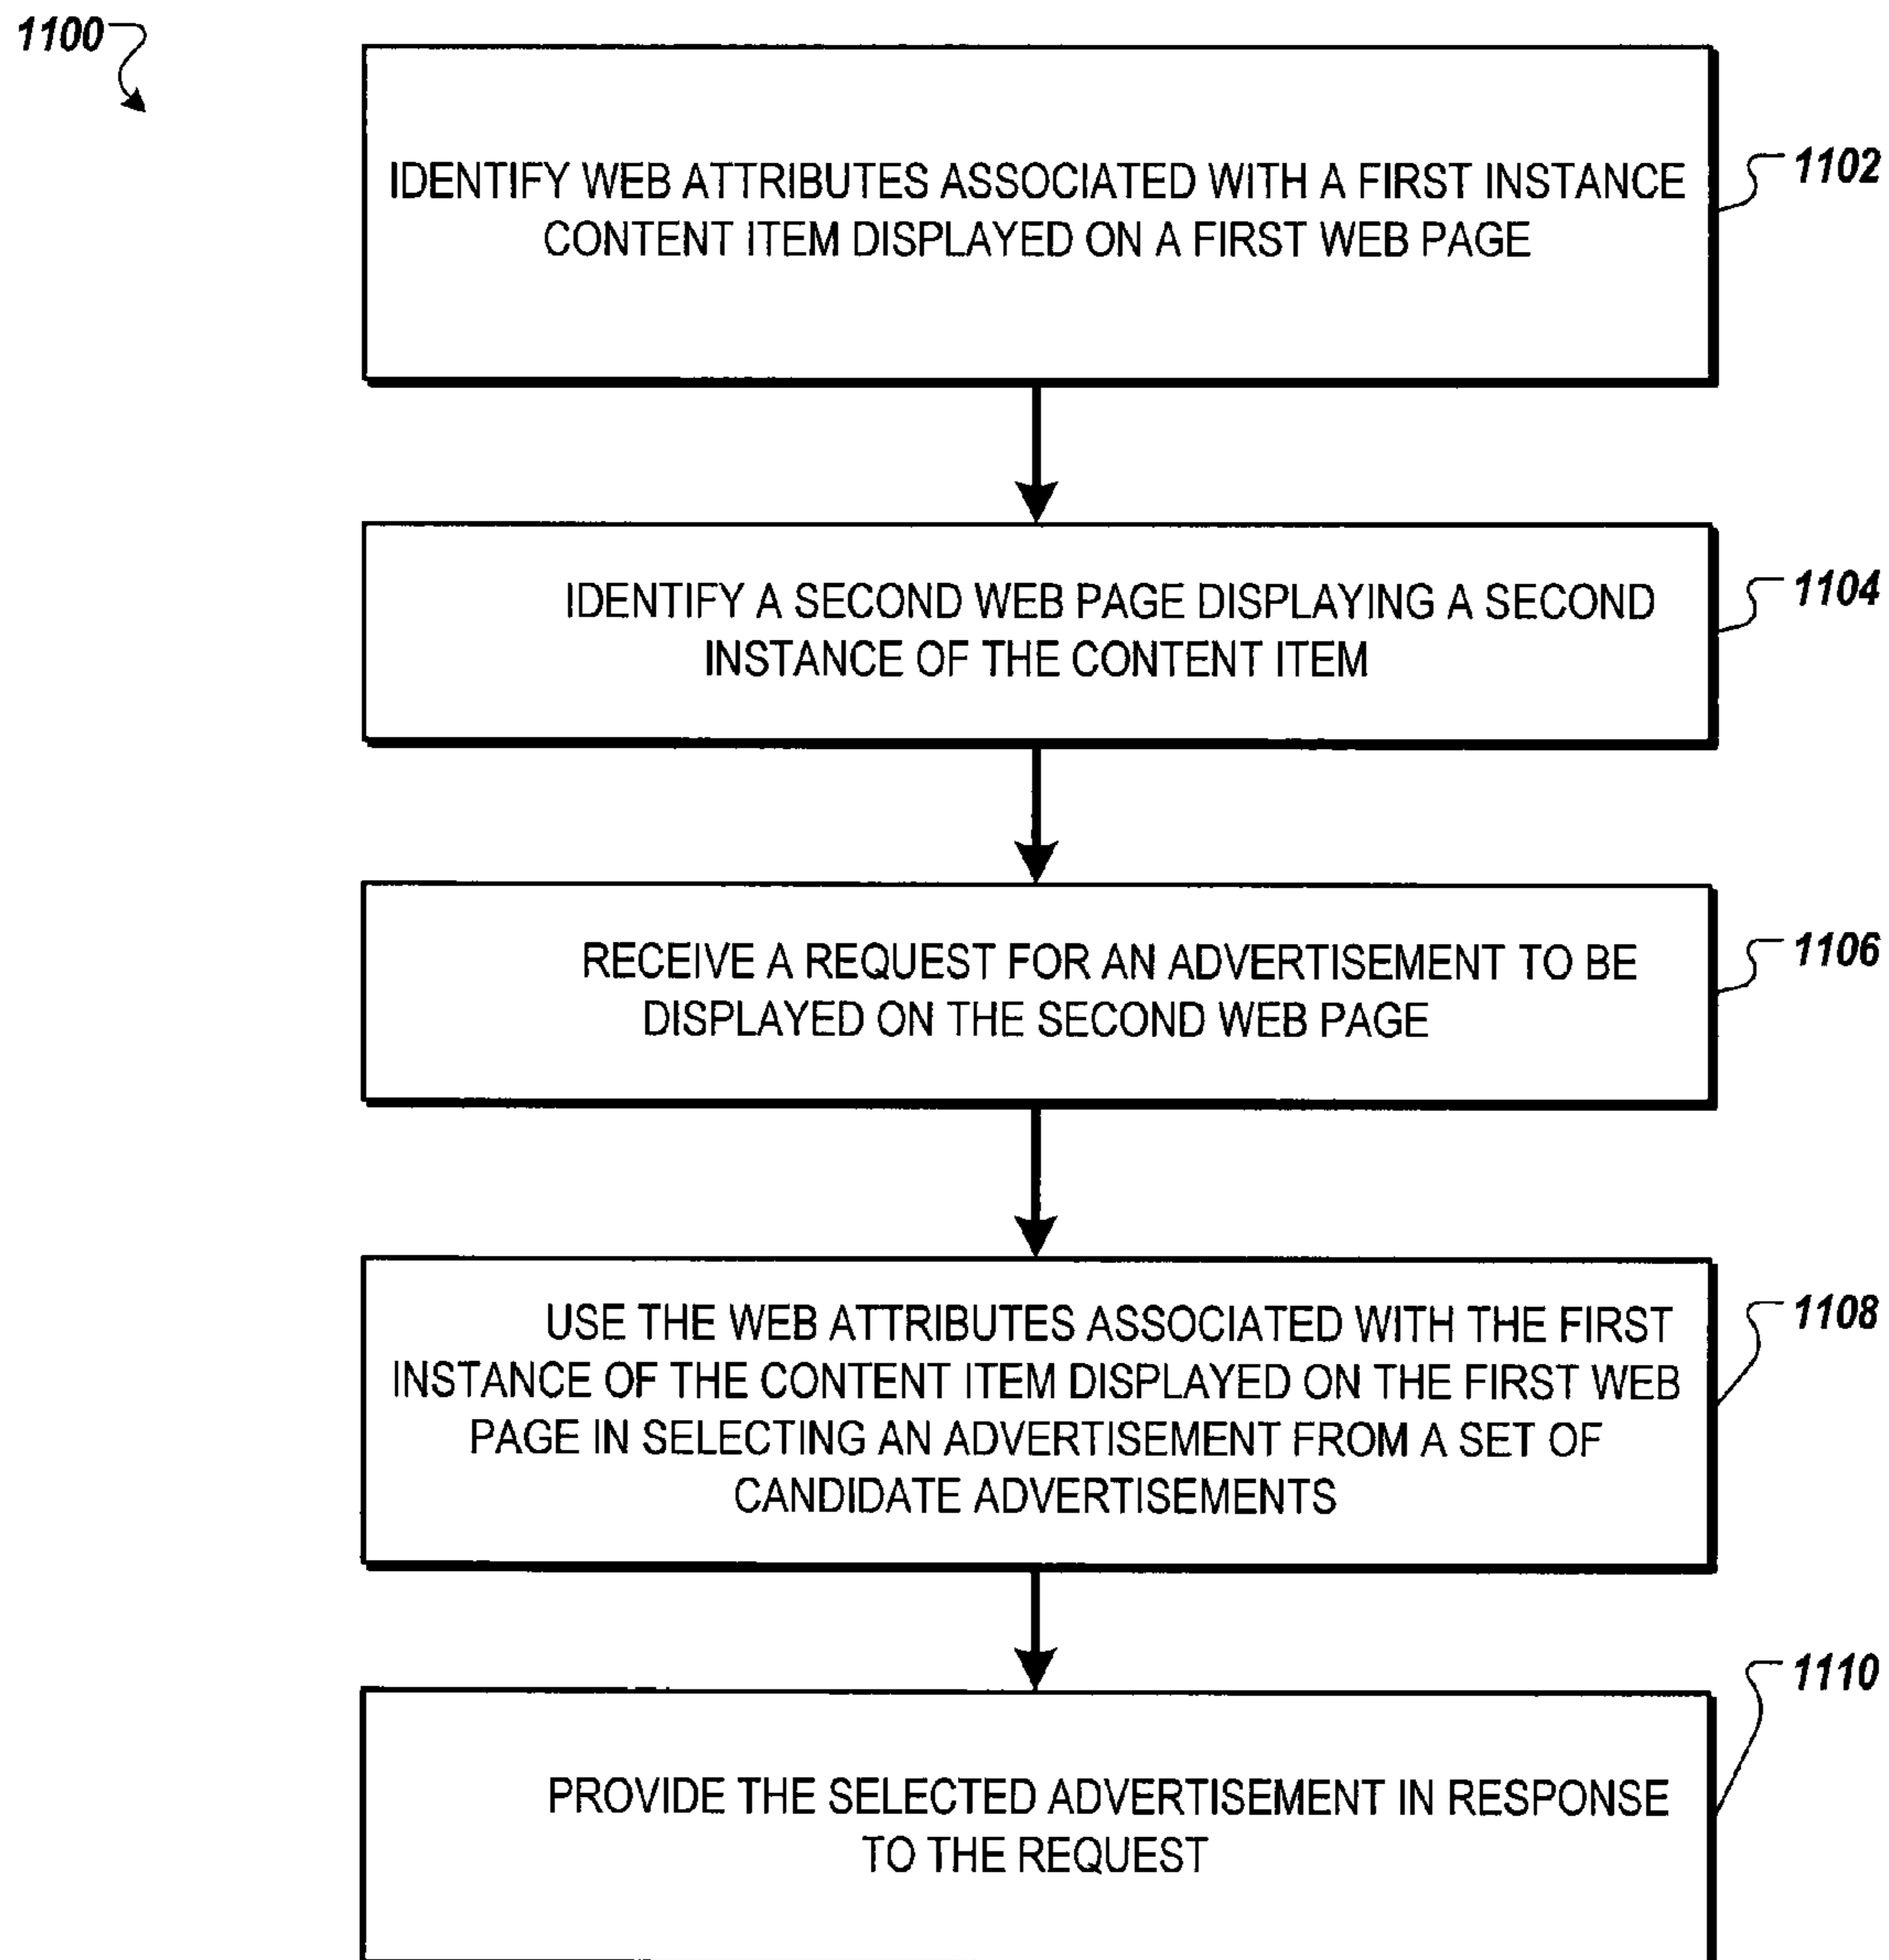 1100
IDENTIFY WEB ATTRIBUTES ASSOCIATED WITH A FIRST INSTANCE
CONTENT ITEM DISPLAYED ON A FIRST WEB PAGE
1102
IDENTIFY A SECOND WEB PAGE DISPLAYING A SECOND
INSTANCE OF THE CONTENT ITEM
1104
RECEIVE A REQUEST FOR AN ADVERTISEMENT TO BE
DISPLAYED ON THE SECOND WEB PAGE
1106
USE THE WEB ATTRIBUTES ASSOCIATED WITH THE FIRST
INSTANCE OF THE CONTENT ITEM DISPLAYED ON THE FIRST WEB
PAGE IN SELECTING AN ADVERTISEMENT FROM A SET OF
CANDIDATE ADVERTISEMENTS
1108
PROVIDE THE SELECTED ADVERTISEMENT IN RESPONSE
TO THE REQUEST
1110